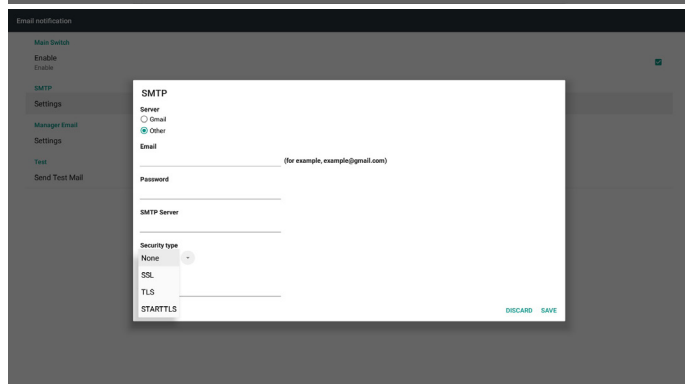 Email notification
Main Switch
Enable
Enable
SMTP
Settings
Manager Email
Settings
Test
Send Test Mail
SMTP
Server
Gmail
Other
Email
(for example, example@gmail.com)
Password
SMTP Server
Security type
None
SSL
TLS
STARTTLS
DISCARD SAVE